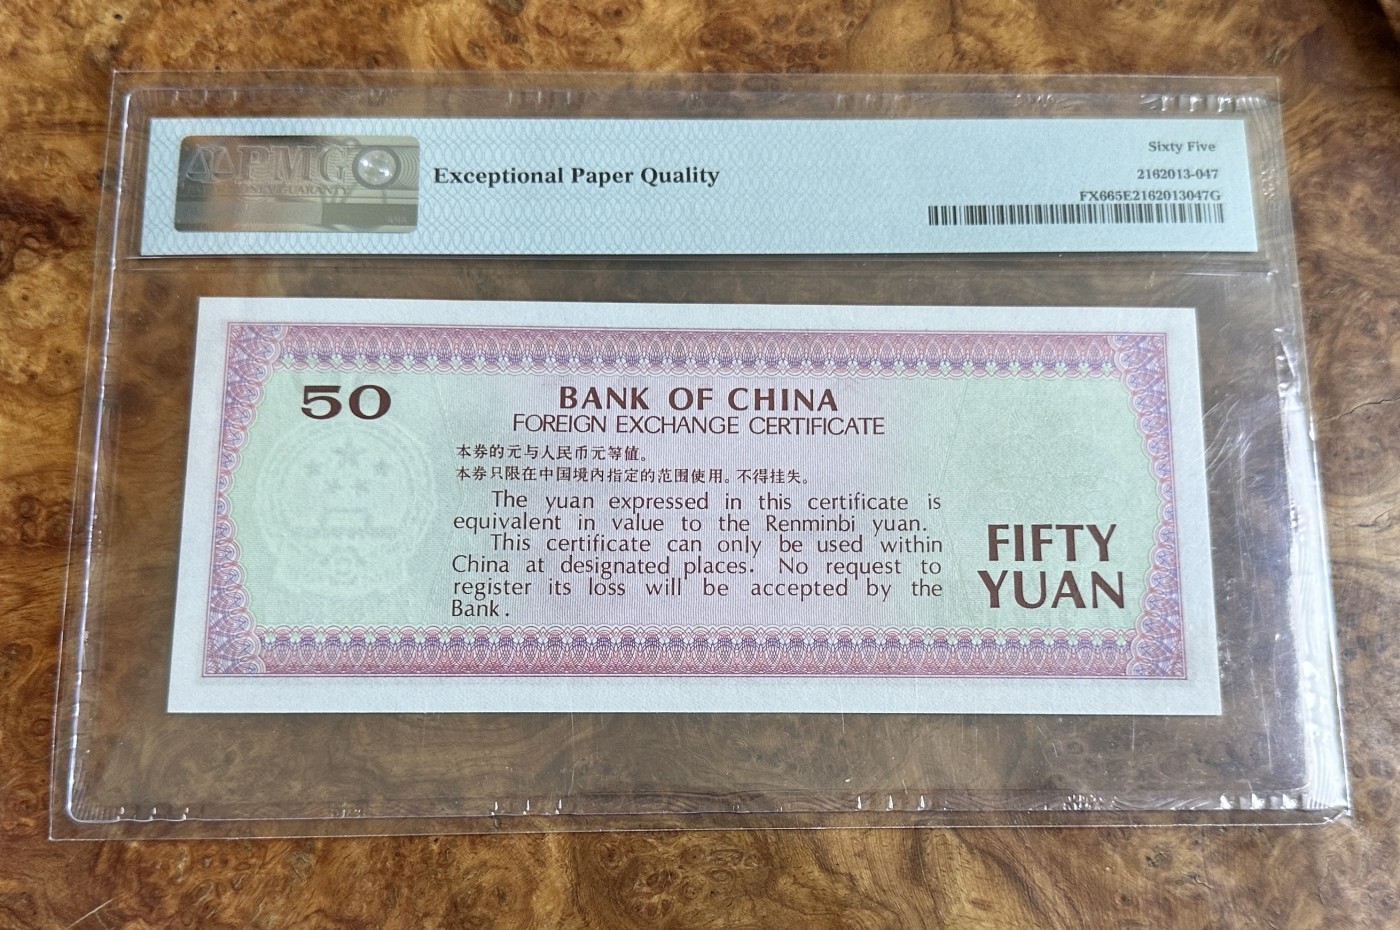 PMG
Exceptional Paper Quality
Sixty Five
2162013-047
FX665E2162013047G
50
BANK OF CHINA
FOREIGN EXCHANGE CERTIFICATE
本券的元与人民币元等値。
本券只限在中国境内指定的范围使用。不得挂失。
The yuan expressed in this certificate is
equivalent in value to the Renminbi yuan.
This certificate can only be used within
China at designated places. No request to
register its loss will be accepted by the
Bank.
FIFTY
YUAN